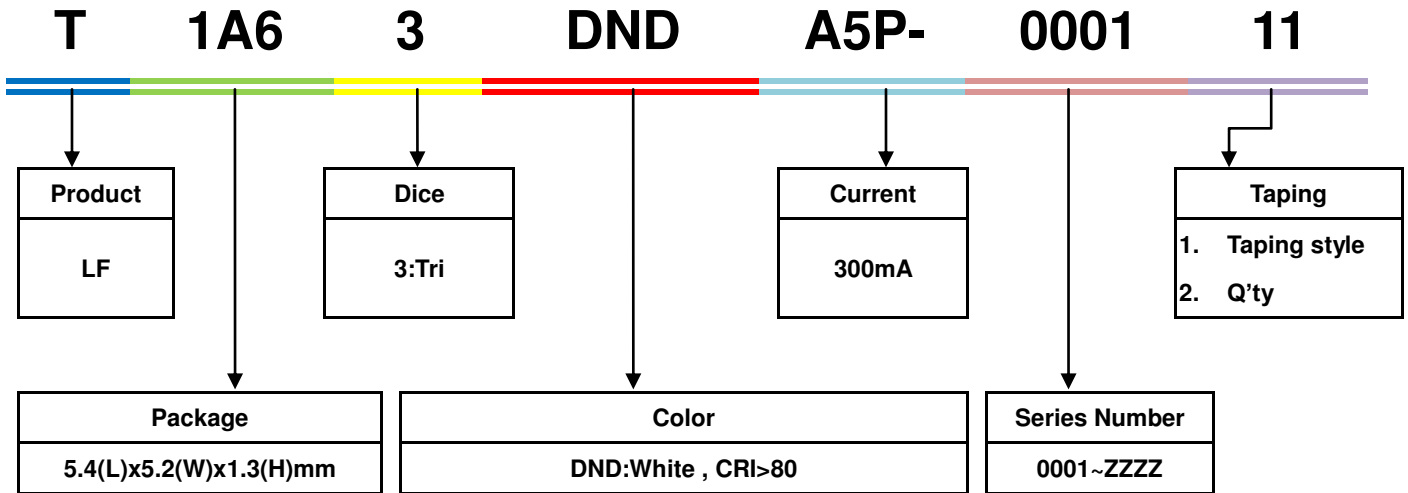 T 1A6 3 DND A5P- 0001 11
Product
LF
Dice
3:Tri
Current
300mA
Taping
1. Taping style
2. Q’ty
Package
5.4(L)x5.2(W)x1.3(H)mm
Color
DND:White , CRI>80
Series Number
0001~ZZZZ